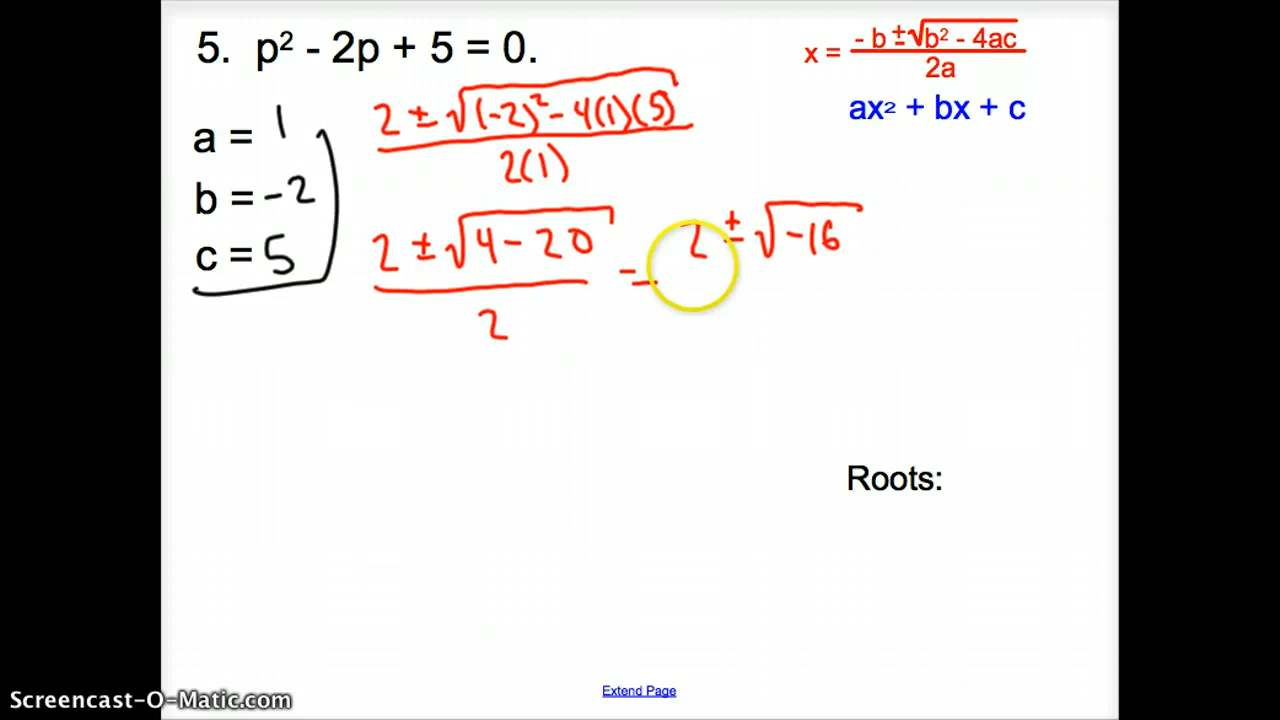 5. p² - 2p + 5 = 0.
x = -b ±√b² - 4ac / 2a
ax² + bx + c
a = 1
b = -2
c = 5
2 ± √(-2)² - 4(1)(5)
2(1)
2 ± √4 - 20 = 2 ± √-16
2
Roots:
Extend Page
Screencast-O-Matic.com